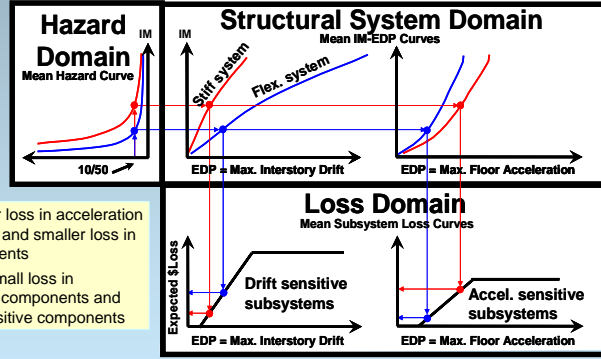 Hazard
Domain
Mean Hazard Curve
IM
10/50
Structural System Domain
Mean IM-EDP Curves
IM
Stiff system
Flex. system
EDP = Max. Interstory Drift
EDP = Max. Floor Acceleration
loss in acceleration
and smaller loss in
ents
mall loss in
components and
sitive components
Loss Domain
Mean Subsystem Loss Curves
Expected $Loss
Drift sensitive
subsystems
Accel. sensitive
subsystems
EDP = Max. Interstory Drift
EDP = Max. Floor Acceleration